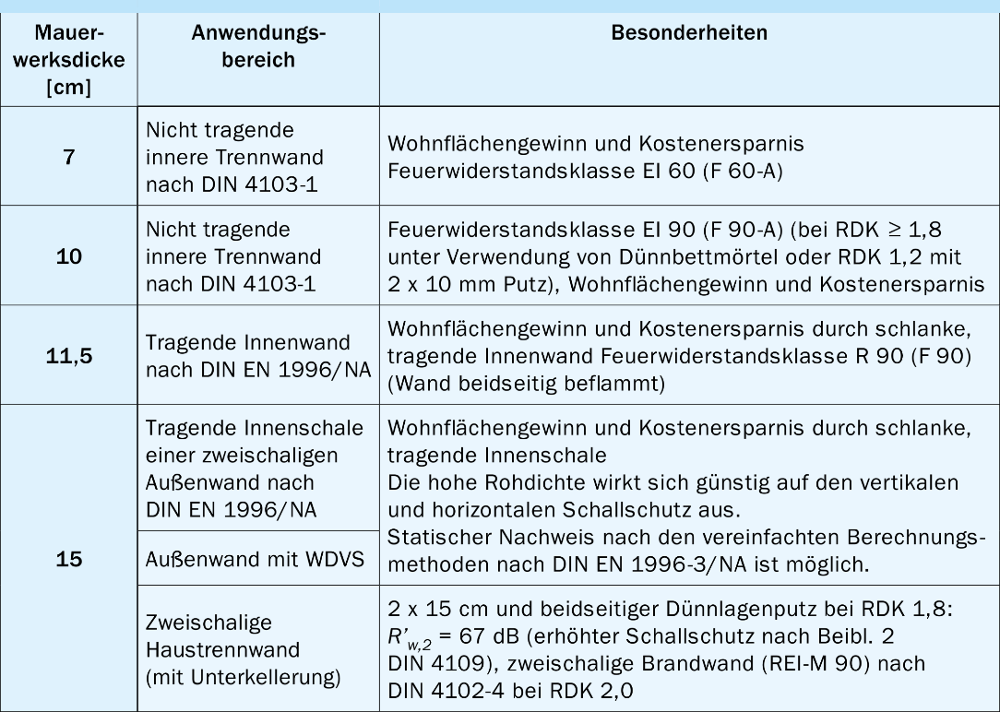 Mauer-
werksdicke
[cm]
Anwendungs-
bereich
Besonderheiten
7
Nicht tragende
innere Trennwand
nach DIN 4103-1
Wohnflächengewinn und Kostenersparnis
Feuerwiderstandsklasse EI 60 (F 60-A)
10
Nicht tragende
innere Trennwand
nach DIN 4103-1
Feuerwiderstandsklasse EI 90 (F 90-A) (bei RDK ≥ 1,8
unter Verwendung von Dünnbettmörtel oder RDK 1,2 mit
2 x 10 mm Putz), Wohnflächengewinn und Kostenersparnis
11,5
Tragende Innenwand
nach DIN EN 1996/NA
Wohnflächengewinn und Kostenersparnis durch schlanke,
tragende Innenwand Feuerwiderstandsklasse R 90 (F 90)
(Wand beidseitig beflammt)
15
Tragende Innenschale
einer zweischaligen
Außenwand nach
DIN EN 1996/NA
Außenwand mit WDVS
Wohnflächengewinn und Kostenersparnis durch schlanke,
tragende Innenschale
Die hohe Rohdichte wirkt sich günstig auf den vertikalen
und horizontalen Schallschutz aus.
Statischer Nachweis nach den vereinfachten Berechnungs-
methoden nach DIN EN 1996-3/NA ist möglich.
Zweischalige
Haustrennwand
(mit Unterkellerung)
2 x 15 cm und beidseitiger Dünnlagenputz bei RDK 1,8:
R’w,2 = 67 dB (erhöhter Schallschutz nach Beibl. 2
DIN 4109), zweischalige Brandwand (REI-M 90) nach
DIN 4102-4 bei RDK 2,0